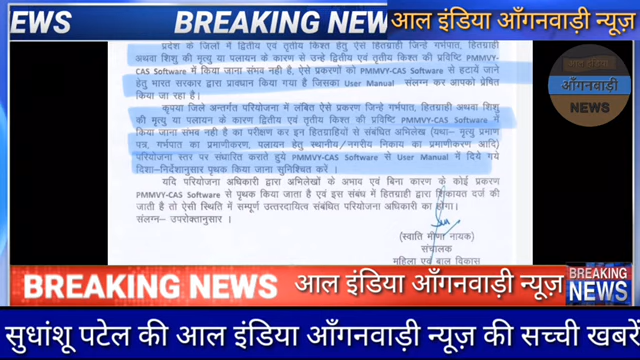 EWS
BREAKING NEWS
आल इंडिया आँगनवाड़ी न्यूज़
प्रदेश के जिलों में द्वितीय एवं तृतीय किश्त हेतु ऐसे हितग्राही जिन्हे गर्भपात, हितग्राही
अथवा शिशु की मृत्यु या पलायन के कारण से उन्हे द्वितीय एवं तृतीय किश्त की प्रविष्टि PMMVY-
CAS Software में किया जाना संभव नही है, ऐसे प्रकरणों को PMMVY-CAS Software से हटाये जाने
हेतु भारत सरकार द्वारा प्रावधान किया गया है जिसका User Manual संलग्न कर आपको प्रेषित
किया जा रहा है।
कृपया जिले अन्तर्गत परियोजना में लंबित ऐसे प्रकरण जिन्हे गर्भपात, हितग्राही अथवा शिशु
की मृत्यु या पलायन के कारण द्वितीय एवं तृतीय किश्त की प्रविष्टि PMMVY-CAS Software में
किया जाना संभव नही है का परीक्षण कर इन हितग्राहियों से संबंधित अभिलेख (यथा– मृत्यु प्रमाण
पत्र, गर्भपात का प्रमाणीकरण, पलायन हेतु स्थानीय/नगरीय निकाय का प्रमाणीकरण आदि)
परियोजना स्तर पर संधारित कराते हुये PMMVY-CAS Software से User Manual में दिये गये
दिशा–निर्देशानुसार पृथक किया जाना सुनिश्चित करें ।
यदि परियोजना अधिकारी द्वारा अभिलेखों के अभाव एवं बिना कारण के कोई प्रकरण
PMMVY-CAS Software से पृथक किया जाता है एवं इस संबंध में हितग्राही द्वारा शिकायत दर्ज की
जाती है तो ऐसी स्थिति में सम्पूर्ण उत्तरदायित्व संबंधित परियोजना अधिकारी का होगा।
संलग्न– उपरोक्तानुसार ।
(स्वाति मीणा नायक)
संचालक
महिला एवं बाल विकास
आल इंडिया
आँगनवाड़ी
NEWS
BREAKING NEWS
आल इंडिया आँगनवाड़ी न्यूज़
BREAKING
NEWS
सुधांशू पटेल की आल इंडिया आँगनवाड़ी न्यूज़ की सच्ची खबरें